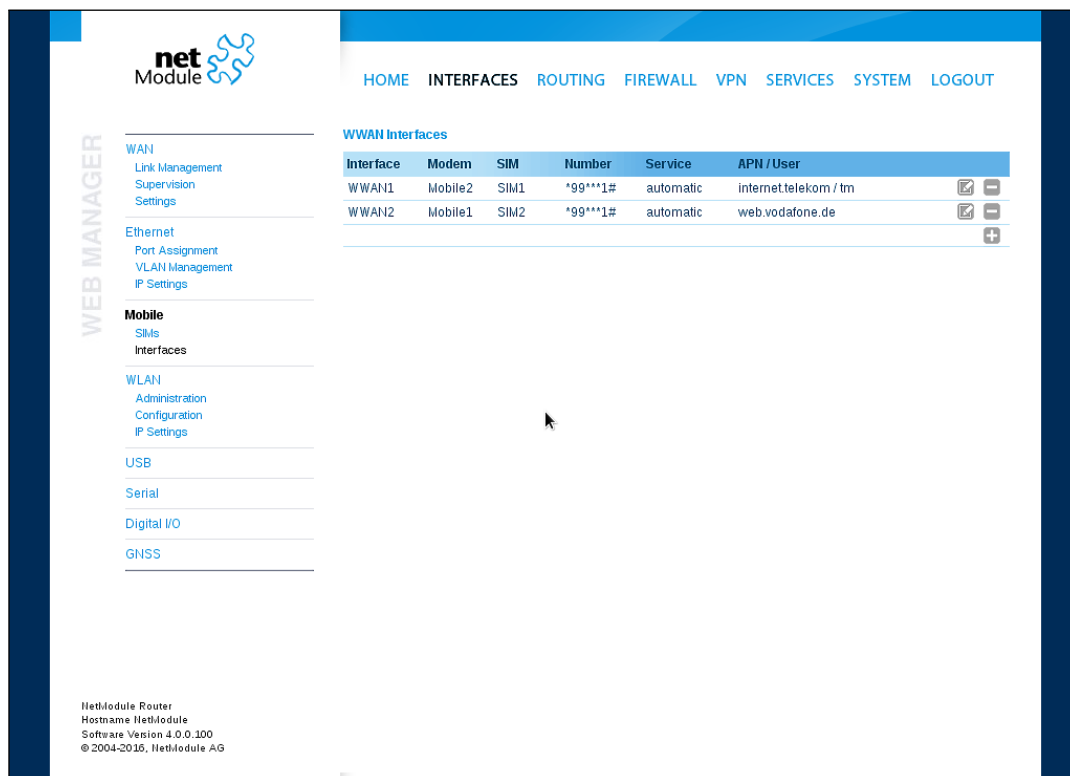 net
Module
HOME INTERFACES ROUTING FIREWALL VPN SERVICES SYSTEM LOGOUT
WEB MANAGER
WAN
Link Management
Supervision
Settings
Ethernet
Port Assignment
VLAN Management
IP Settings
Mobile
SIMs
Interfaces
WLAN
Administration
Configuration
IP Settings
USB
Serial
Digital I/O
GNSS
WWAN Interfaces
Interface Modem SIM Number Service APN / User
WWAN1 Mobile2 SIM1 *99***1# automatic internet.telekom / tm
WWAN2 Mobile1 SIM2 *99***1# automatic web.vodafone.de
NetModule Router
Hostname NetModule
Software Version 4.0.0.100
© 2004-2016, NetModule AG